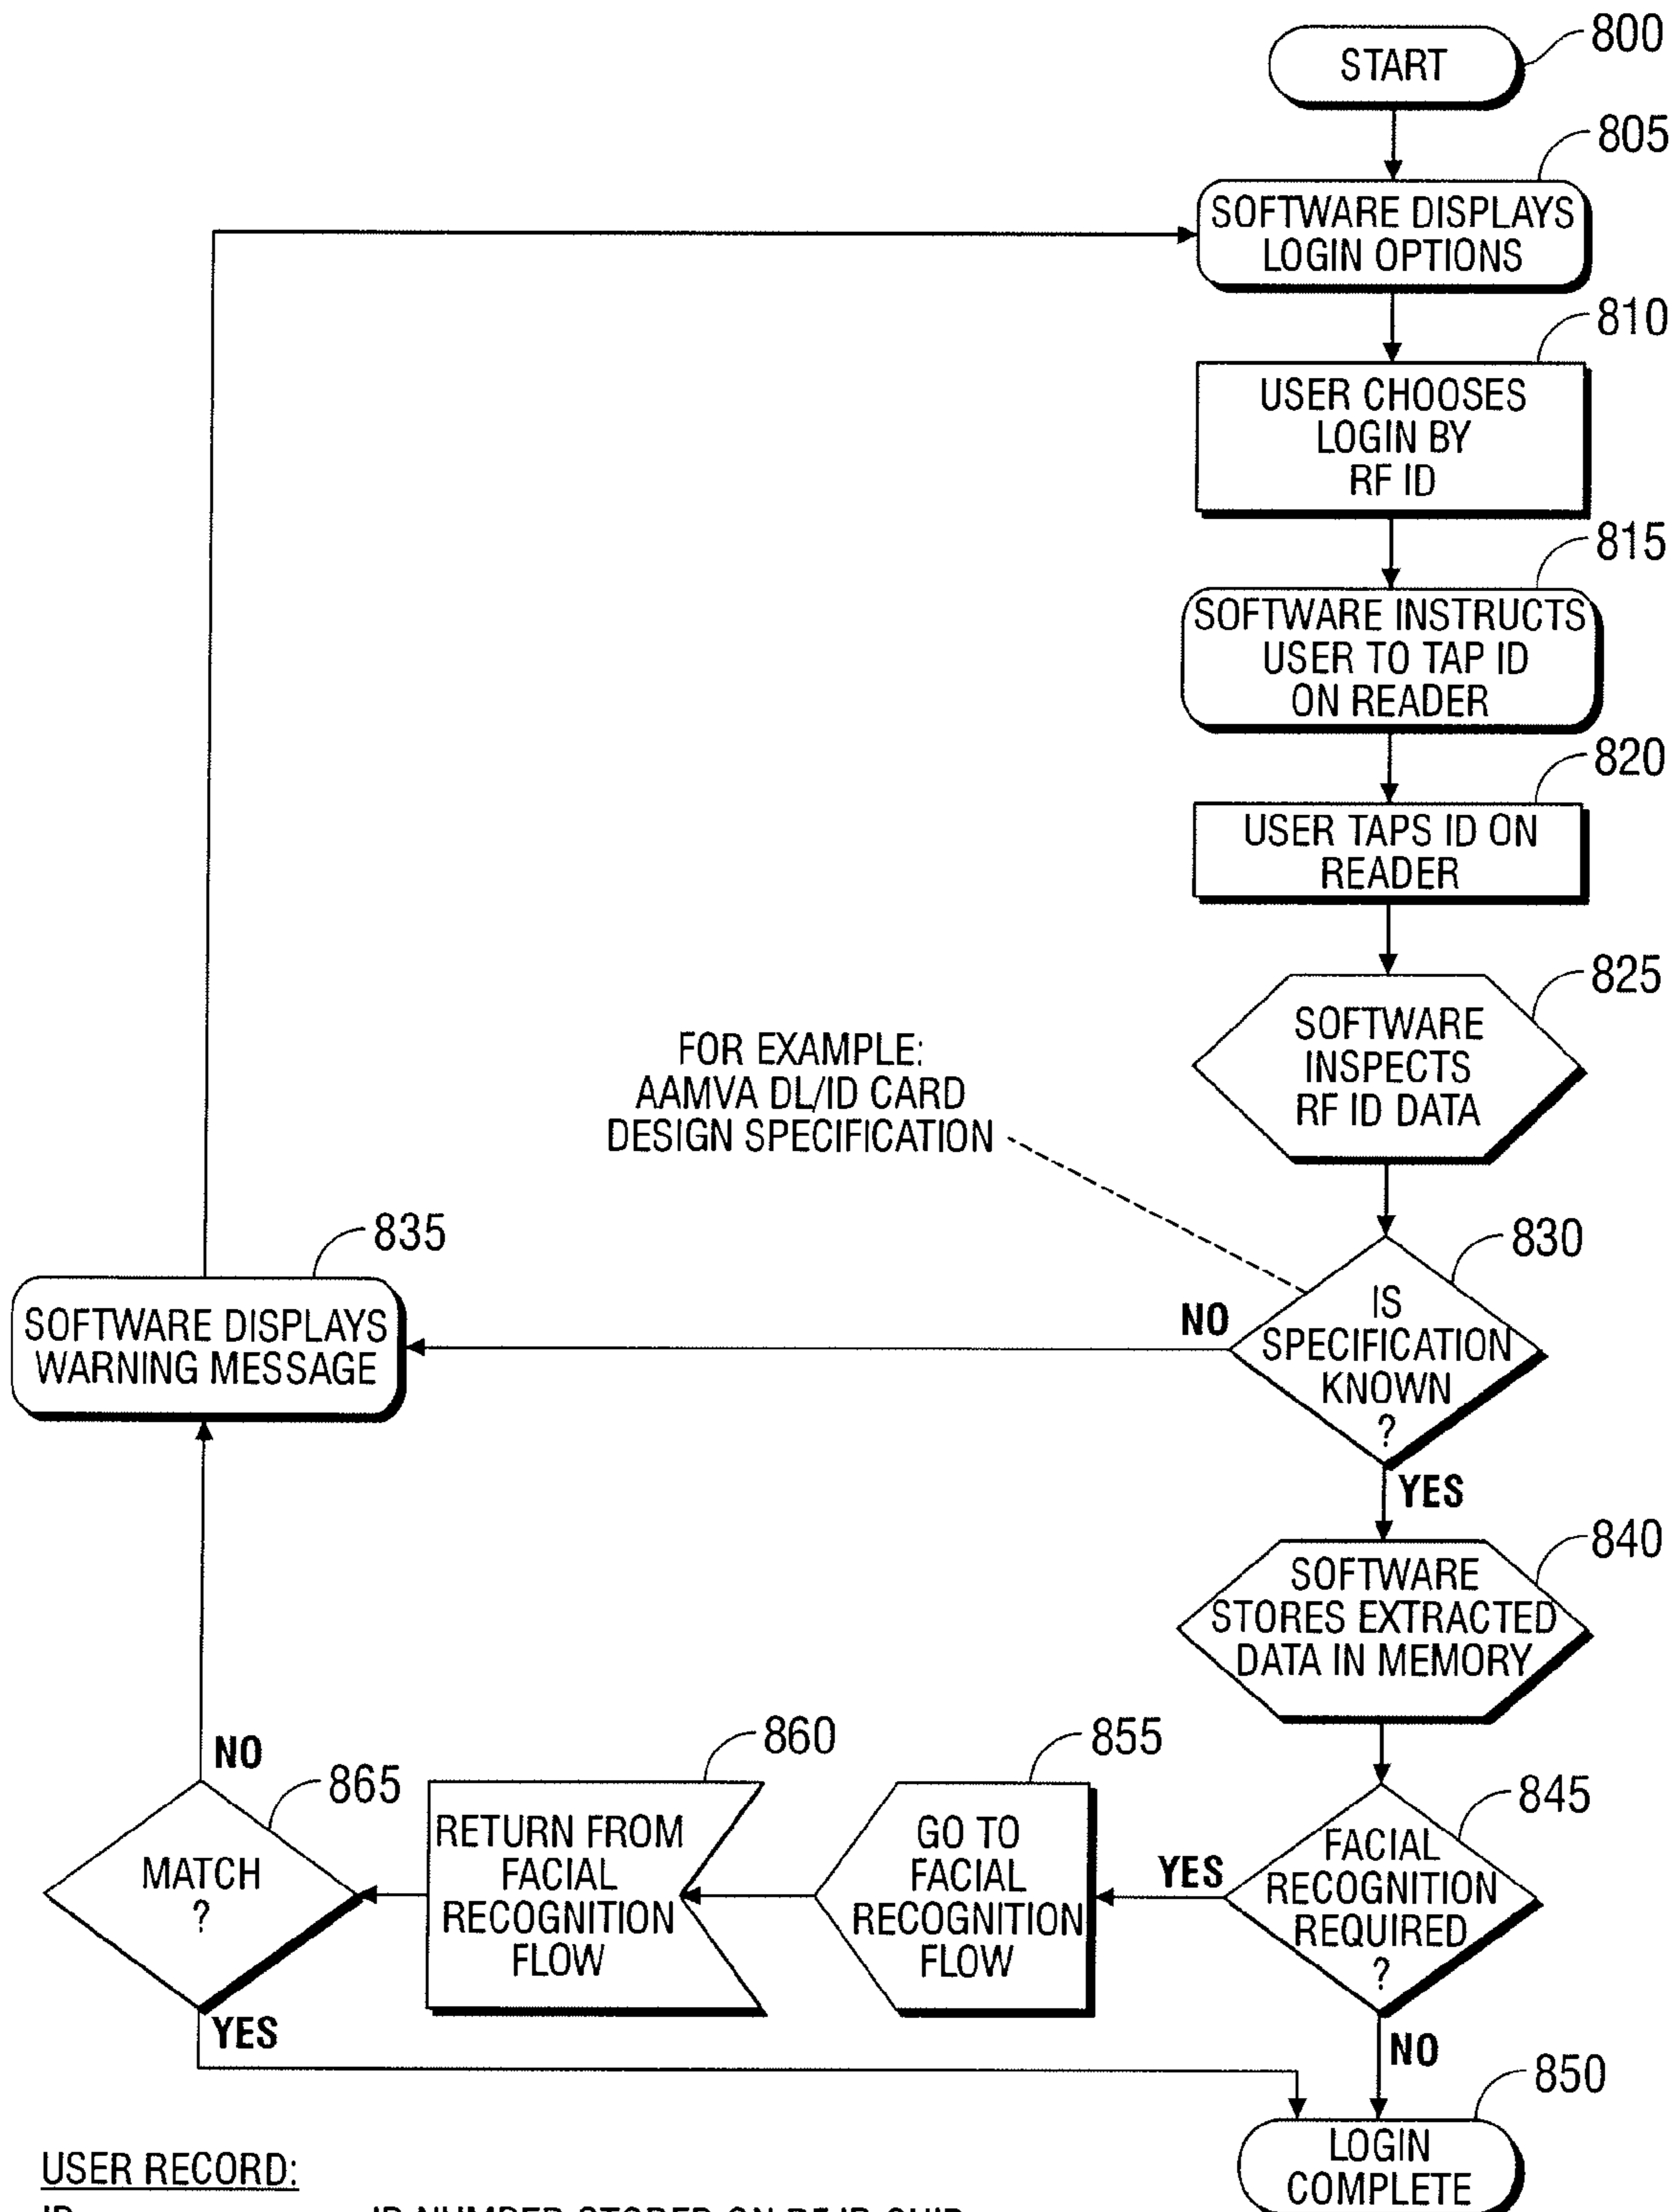 800
START
805
SOFTWARE DISPLAYS
LOGIN OPTIONS
810
USER CHOOSES
LOGIN BY
RF ID
815
SOFTWARE INSTRUCTS
USER TO TAP ID
ON READER
820
USER TAPS ID ON
READER
825
SOFTWARE
INSPECTS
RF ID DATA
FOR EXAMPLE:
AAMVA DL/ID CARD
DESIGN SPECIFICATION
830
IS
SPECIFICATION
KNOWN
?
NO
835
SOFTWARE DISPLAYS
WARNING MESSAGE
YES
840
SOFTWARE
STORES EXTRACTED
DATA IN MEMORY
845
FACIAL
RECOGNITION
REQUIRED
?
YES
855
GO TO
FACIAL
RECOGNITION
FLOW
860
RETURN FROM
FACIAL
RECOGNITION
FLOW
865
MATCH
?
NO
YES
NO
850
LOGIN
COMPLETE
USER RECORD: